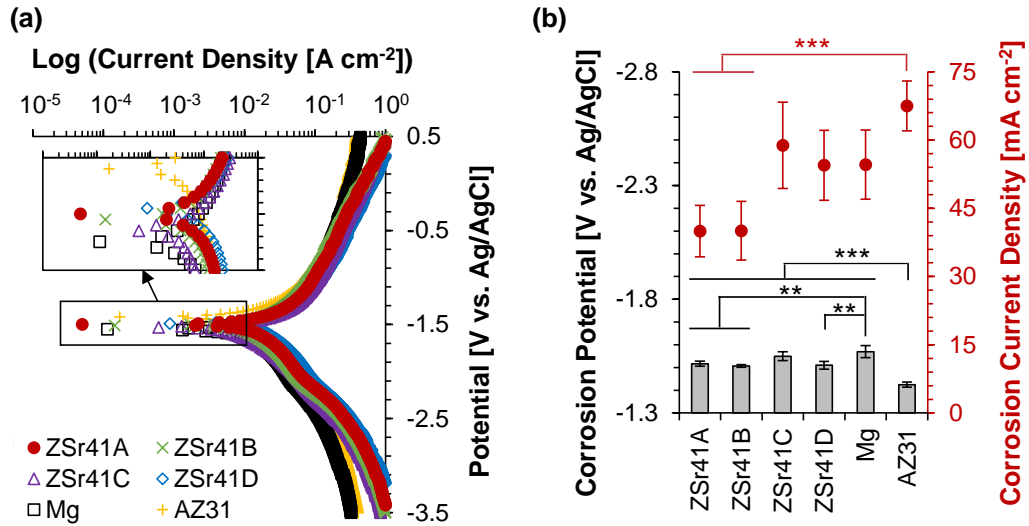 (a)
Log (Current Density [A cm⁻²])
10⁻⁵ 10⁻⁴ 10⁻³ 10⁻² 10⁻¹ 10⁰
0.5
-0.5
-1.5
-2.5
-3.5
Potential [V vs. Ag/AgCl]
ZSr41A ZSr41B
ZSr41C ZSr41D
Mg AZ31
(b)
Corrosion Potential [V vs. Ag/AgCl]
-2.8
-2.3
-1.8
-1.3
***
***
**
**
75
60
45
30
15
0
Corrosion Current Density [mA cm⁻²]
ZSr41A
ZSr41B
ZSr41C
ZSr41D
Mg
AZ31